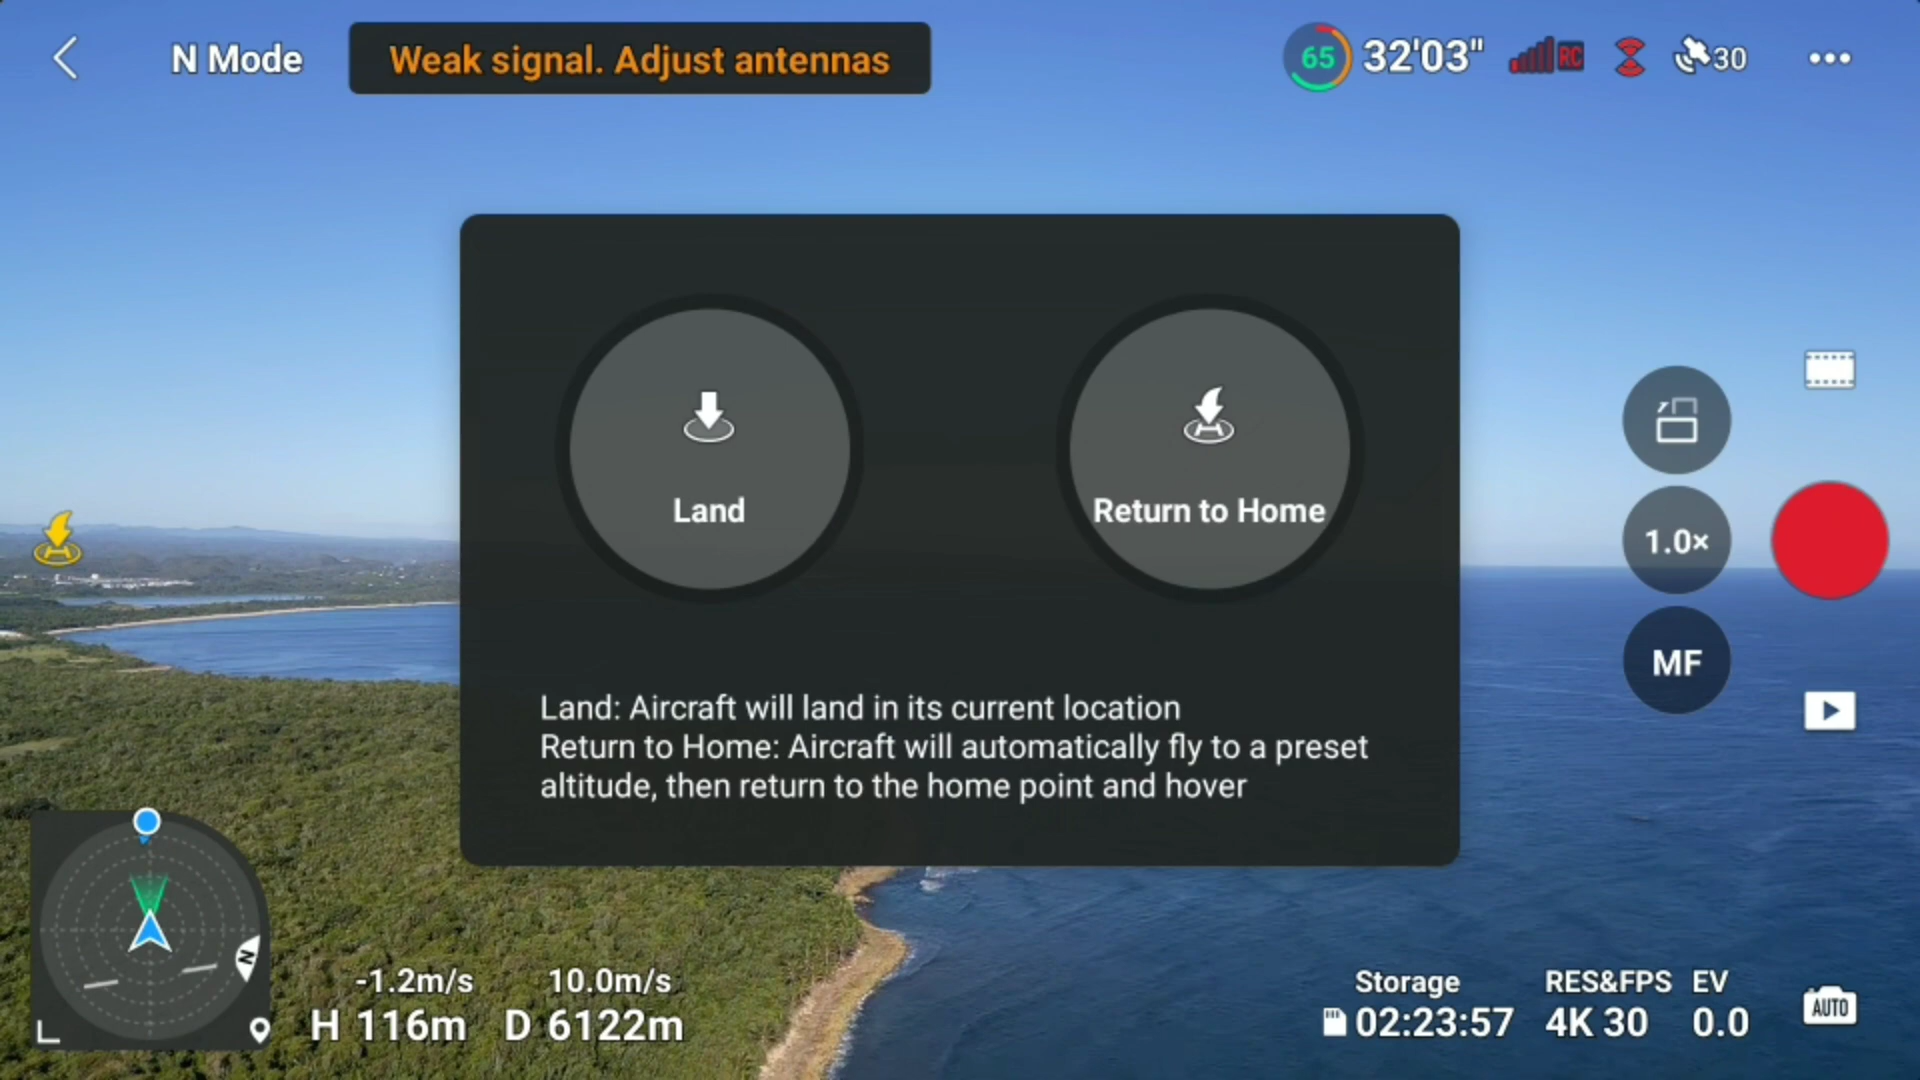 N Mode
Weak signal. Adjust antennas
65
32'03"
RC
30
Land
Return to Home
1.0×
MF
Land: Aircraft will land in its current location
Return to Home: Aircraft will automatically fly to a preset
altitude, then return to the home point and hover
N
-1.2m/s 10.0m/s
H 116m D 6122m
Storage RES&FPS EV
02:23:57 4K 30 0.0
AUTO